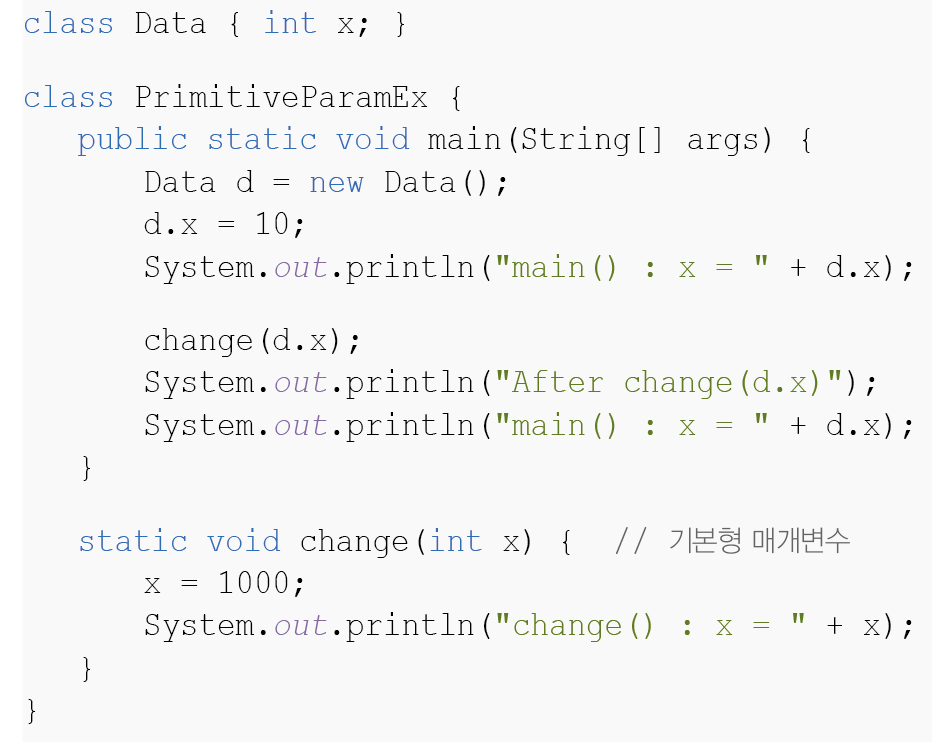 class Data { int x; }
class PrimitiveParamEx {
public static void main(String[] args) {
Data d = new Data();
d.x = 10;
System.out.println("main() : x = " + d.x);
change(d.x);
System.out.println("After change(d.x)");
System.out.println("main() : x = " + d.x);
}
static void change(int x) { // 기본형 매개변수
x = 1000;
System.out.println("change() : x = " + x);
}
}